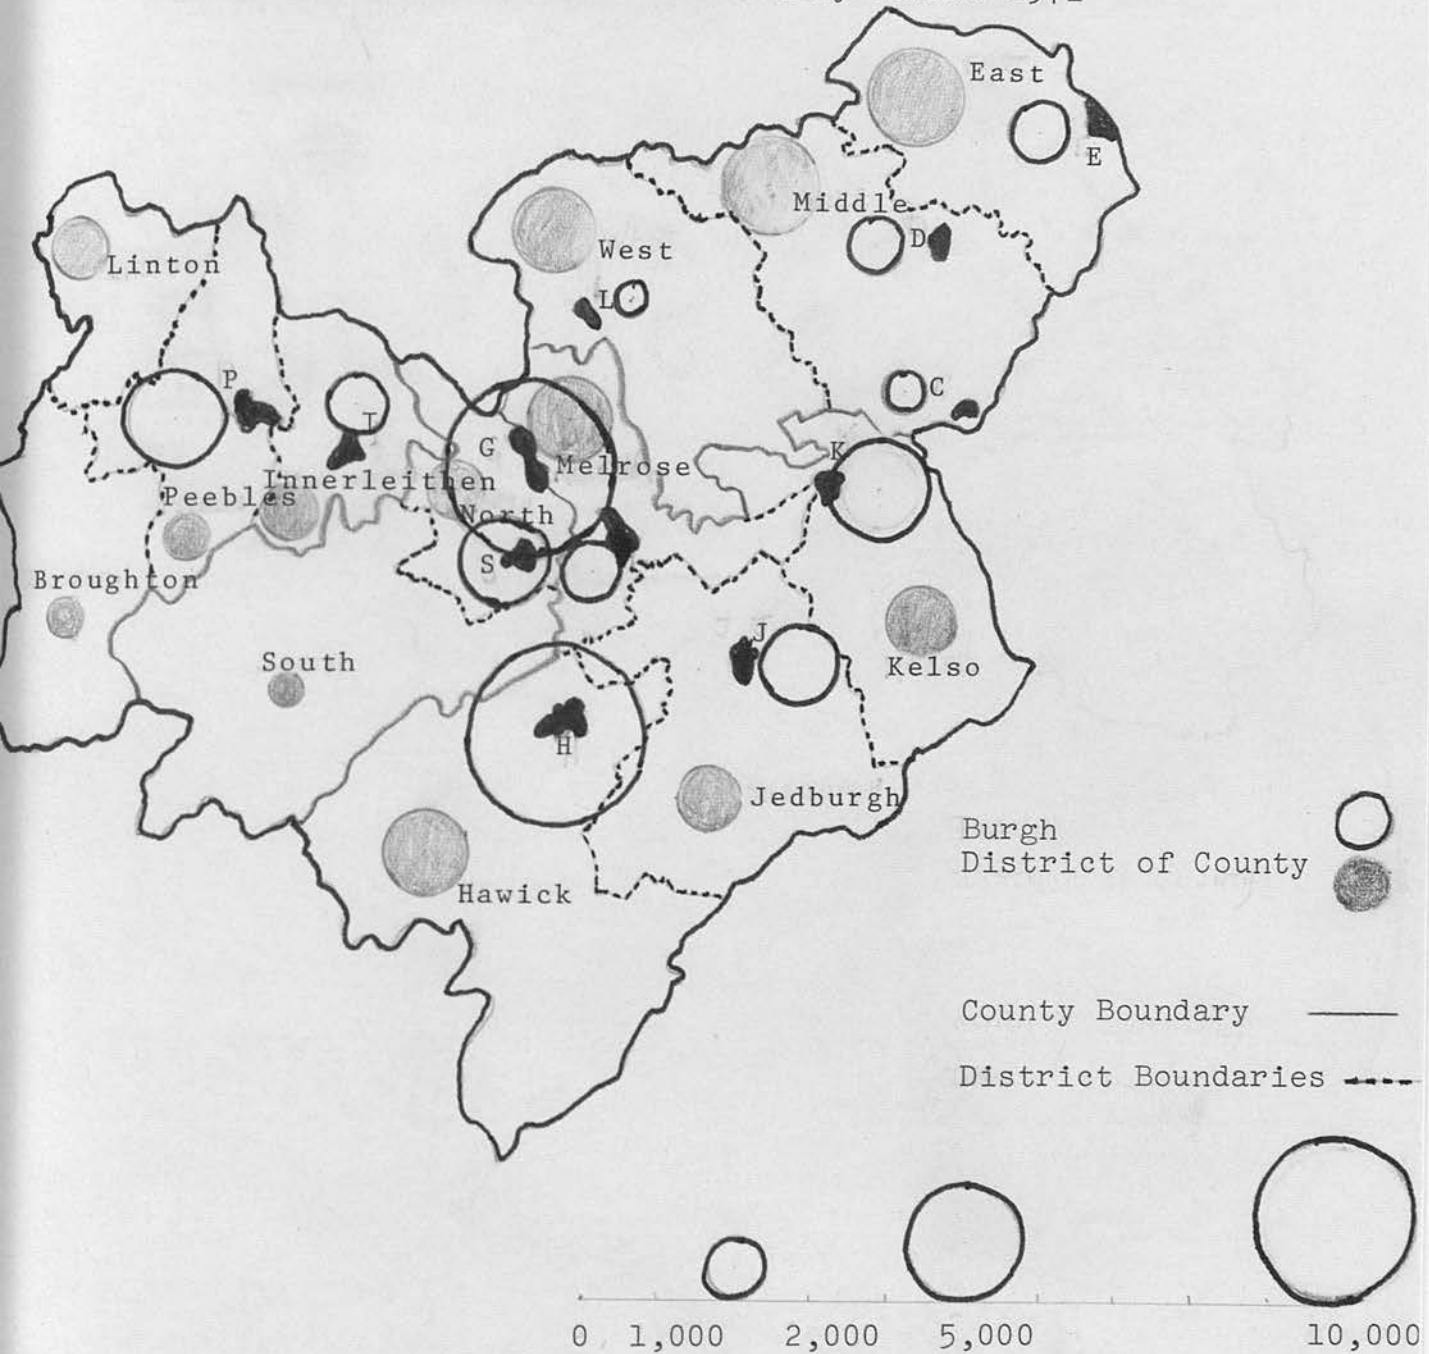 East
E
Middle
D
West
L
Linton
P
I
C
K
G
Melrose
Innerleithen
Peebles
North
S
Broughton
South
J
Kelso
H
Jedburgh
Hawick
Burgh
District of County
County Boundary
District Boundaries
0 1,000 2,000 5,000 10,000